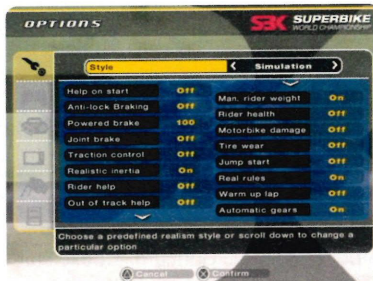 OPTIONS
SBK SUPERBIKE
WORLD CHAMPIONSHIP
Style
Simulation
Help on start Off
Anti-lock Braking Off
Powered brake 100
Joint brake Off
Traction control Off
Realistic inertia On
Rider help Off
Out of track help Off
Man. rider weight On
Rider health Off
Motorbike damage Off
Tire wear Off
Jump start Off
Real rules On
Warm up lap Off
Automatic gears On
Choose a predefined realism style or scroll down to change a
particular option
Cancel
Confirm